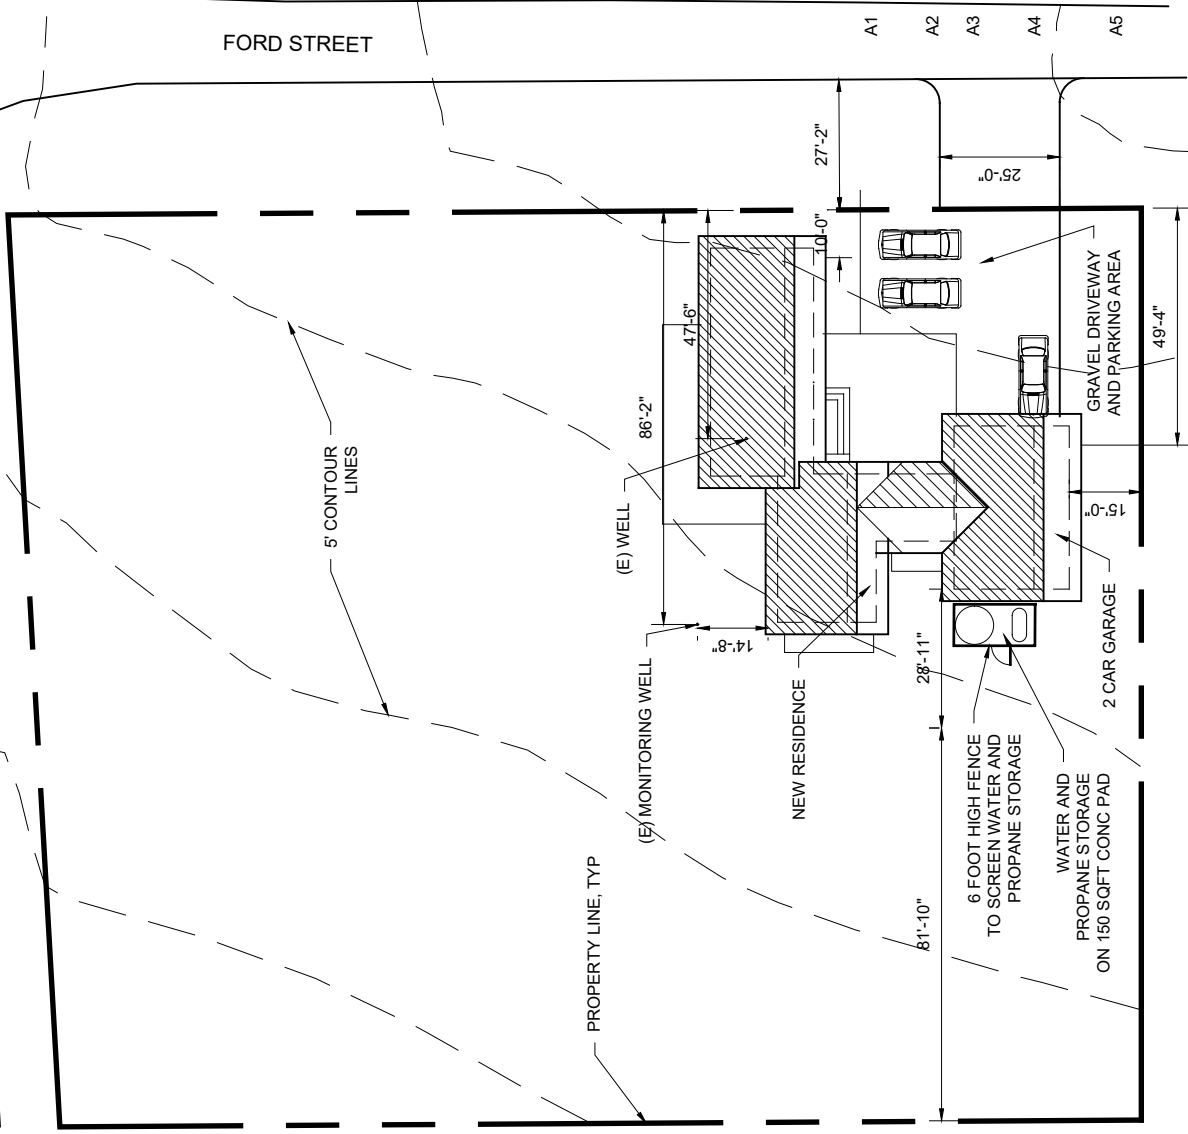 FORD STREET
A1
A2
A3
A4
A5
27'-2"
25'-0"
10'-0"
47'-6"
86'-2"
GRAVEL DRIVEWAY
AND PARKING AREA
49'-4"
5' CONTOUR
LINES
(E) WELL
15'-0"
14'-8"
(E) MONITORING WELL
NEW RESIDENCE
28'-11"
2 CAR GARAGE
6 FOOT HIGH FENCE
TO SCREEN WATER AND
PROPANE STORAGE
WATER AND
PROPANE STORAGE
ON 150 SQFT CONC PAD
PROPERTY LINE, TYP
81'-10"